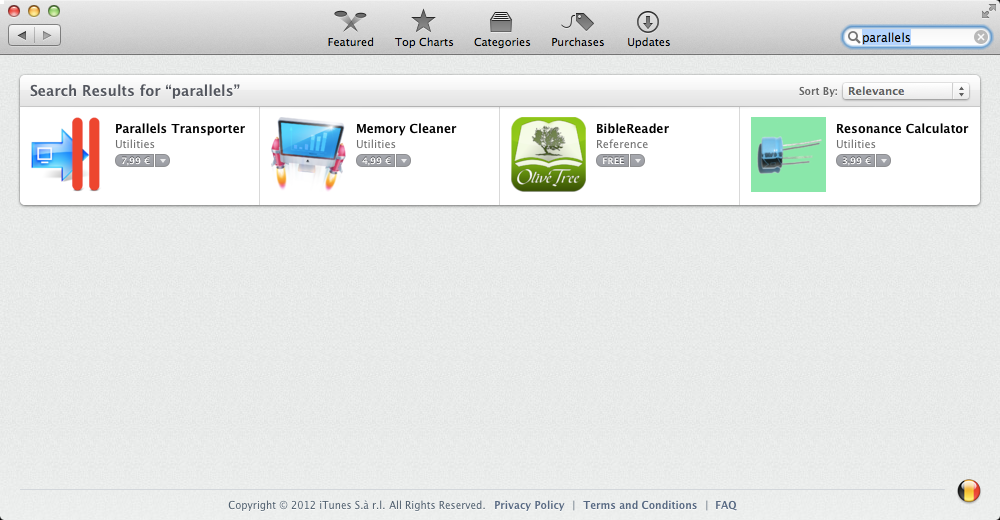 Featured
Top Charts
Categories
Purchases
Updates
parallels
Search Results for “parallels”
Sort By:
Relevance
Parallels Transporter
Utilities
7,99 €
Memory Cleaner
Utilities
4,99 €
Olive Tree
BibleReader
Reference
FREE
Resonance Calculator
Utilities
3,99 €
Copyright © 2012 iTunes S.à r.l. All Rights Reserved. Privacy Policy | Terms and Conditions | FAQ